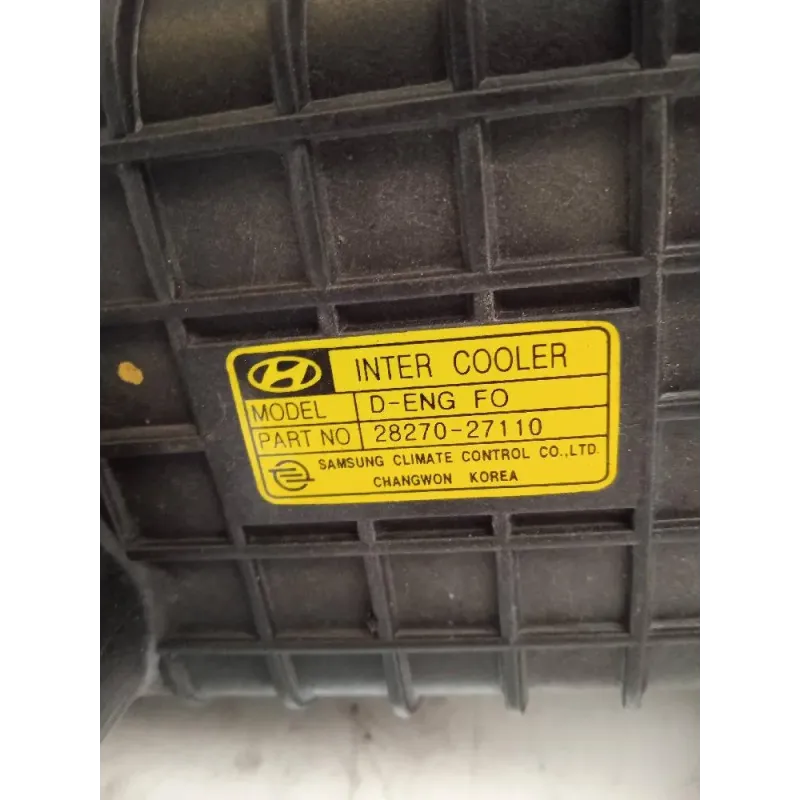 INTER COOLER
MODEL D-ENG FO
PART NO 28270-27110
SAMSUNG CLIMATE CONTROL CO.,LTD.
CHANGWON KOREA